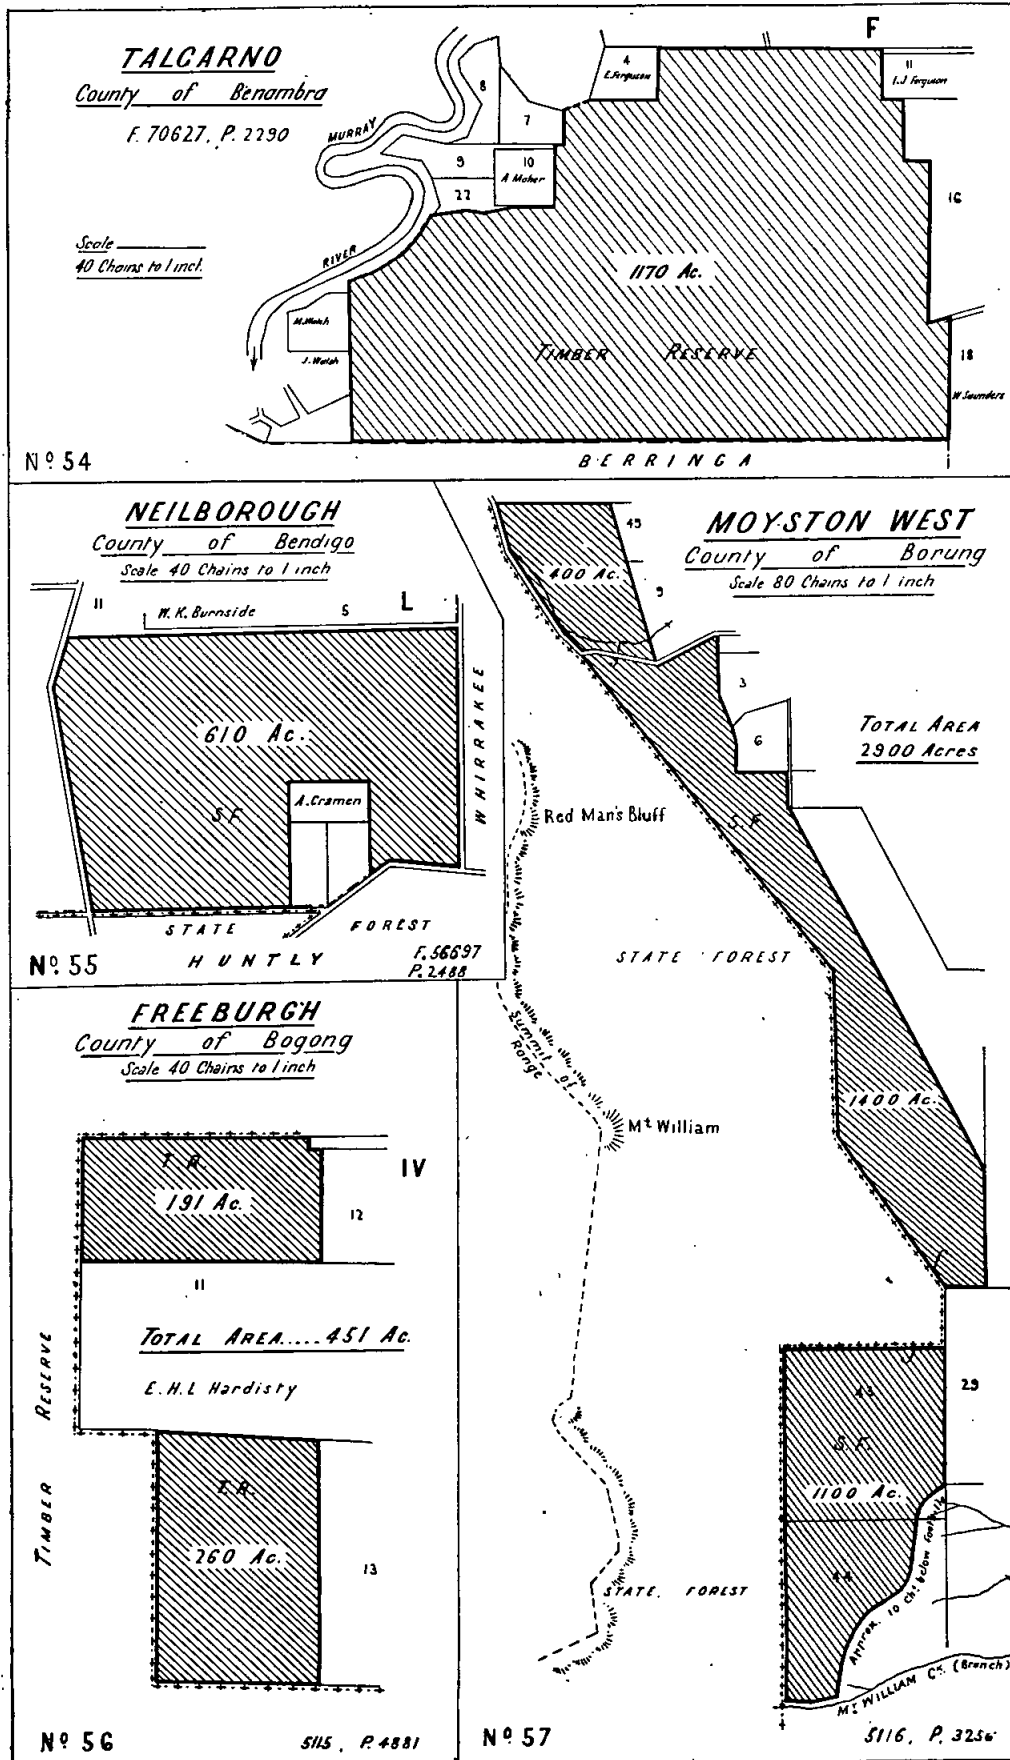 TALGARNO
County of Benambra
F. 70627, P. 2290
Scale
40 Chains to 1 inch.
F
4
E. Ferguson
11
I. J Ferguson
8
7
MURRAY
9
10
A Maher
22
16
RIVER
1170 Ac.
M. Walsh
J. Walsh
TIMBER RESERVE
18
W Saunders
Nº 54
BERRINGA
NEILBOROUGH
County of Bendigo
Scale 40 Chains to 1 inch
11
W. K. Burnside
5
L
610 Ac.
WHIRRAKEE
A. Cramen
S.F.
STATE FOREST
HUNTLY
F. 56697
P. 2488
Nº 55
MOYSTON WEST
County of Borung
Scale 80 Chains to 1 inch
45
400 Ac.
9
3
6
TOTAL AREA
2900 Acres
Red Man's Bluff
S.F.
STATE FOREST
Summit of
Range
1400 Ac.
Mt William
29
43
S.F.
1100 Ac.
44
STATE FOREST
Approx. 10 Chs below foothills
Mt WILLIAM Ck. (Branch)
Nº 57
5116, P. 3256
FREEBURGH
County of Bogong
Scale 40 Chains to 1 inch
T.R.
191 Ac.
IV
12
11
TOTAL AREA.....451 Ac.
E. H. L Hardisty
TIMBER RESERVE
T.R.
260 Ac.
13
Nº 56
5115, P. 4881